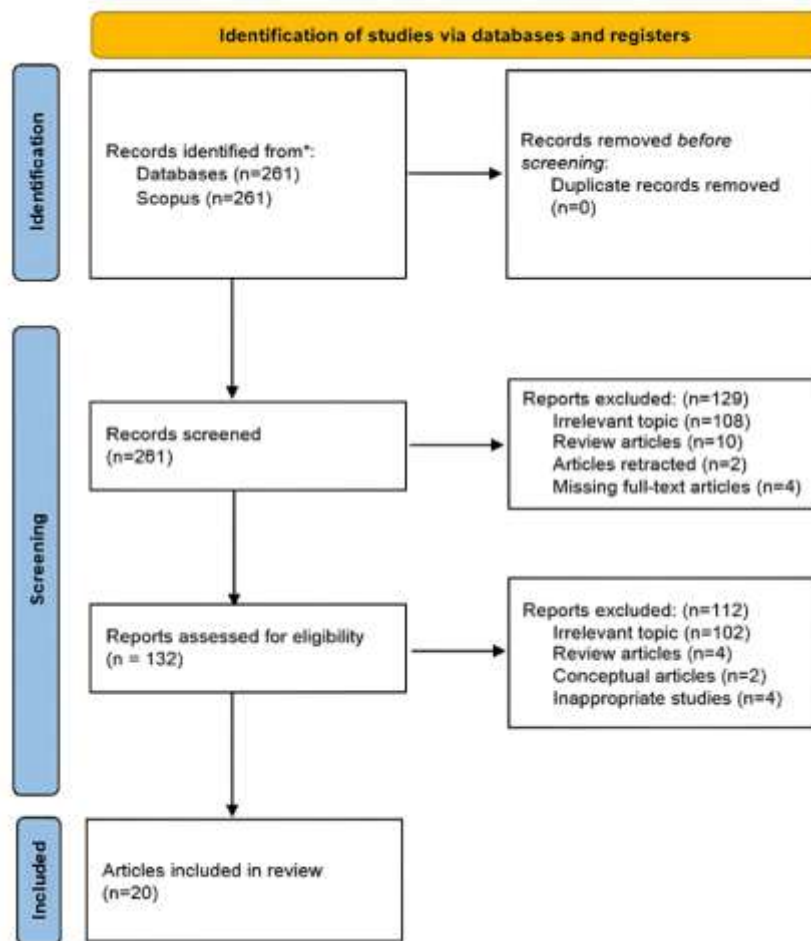 Identification of studies via databases and registers
Identification
Records identified from*:
Databases (n=261)
Scopus (n=261)
Records removed before
screening:
Duplicate records removed
(n=0)
Screening
Records screened
(n=261)
Reports excluded: (n=129)
Irrelevant topic (n=108)
Review articles (n=10)
Articles retracted (n=2)
Missing full-text articles (n=4)
Reports assessed for eligibility
(n = 132)
Reports excluded: (n=112)
Irrelevant topic (n=102)
Review articles (n=4)
Conceptual articles (n=2)
Inappropriate studies (n=4)
Included
Articles included in review
(n=20)